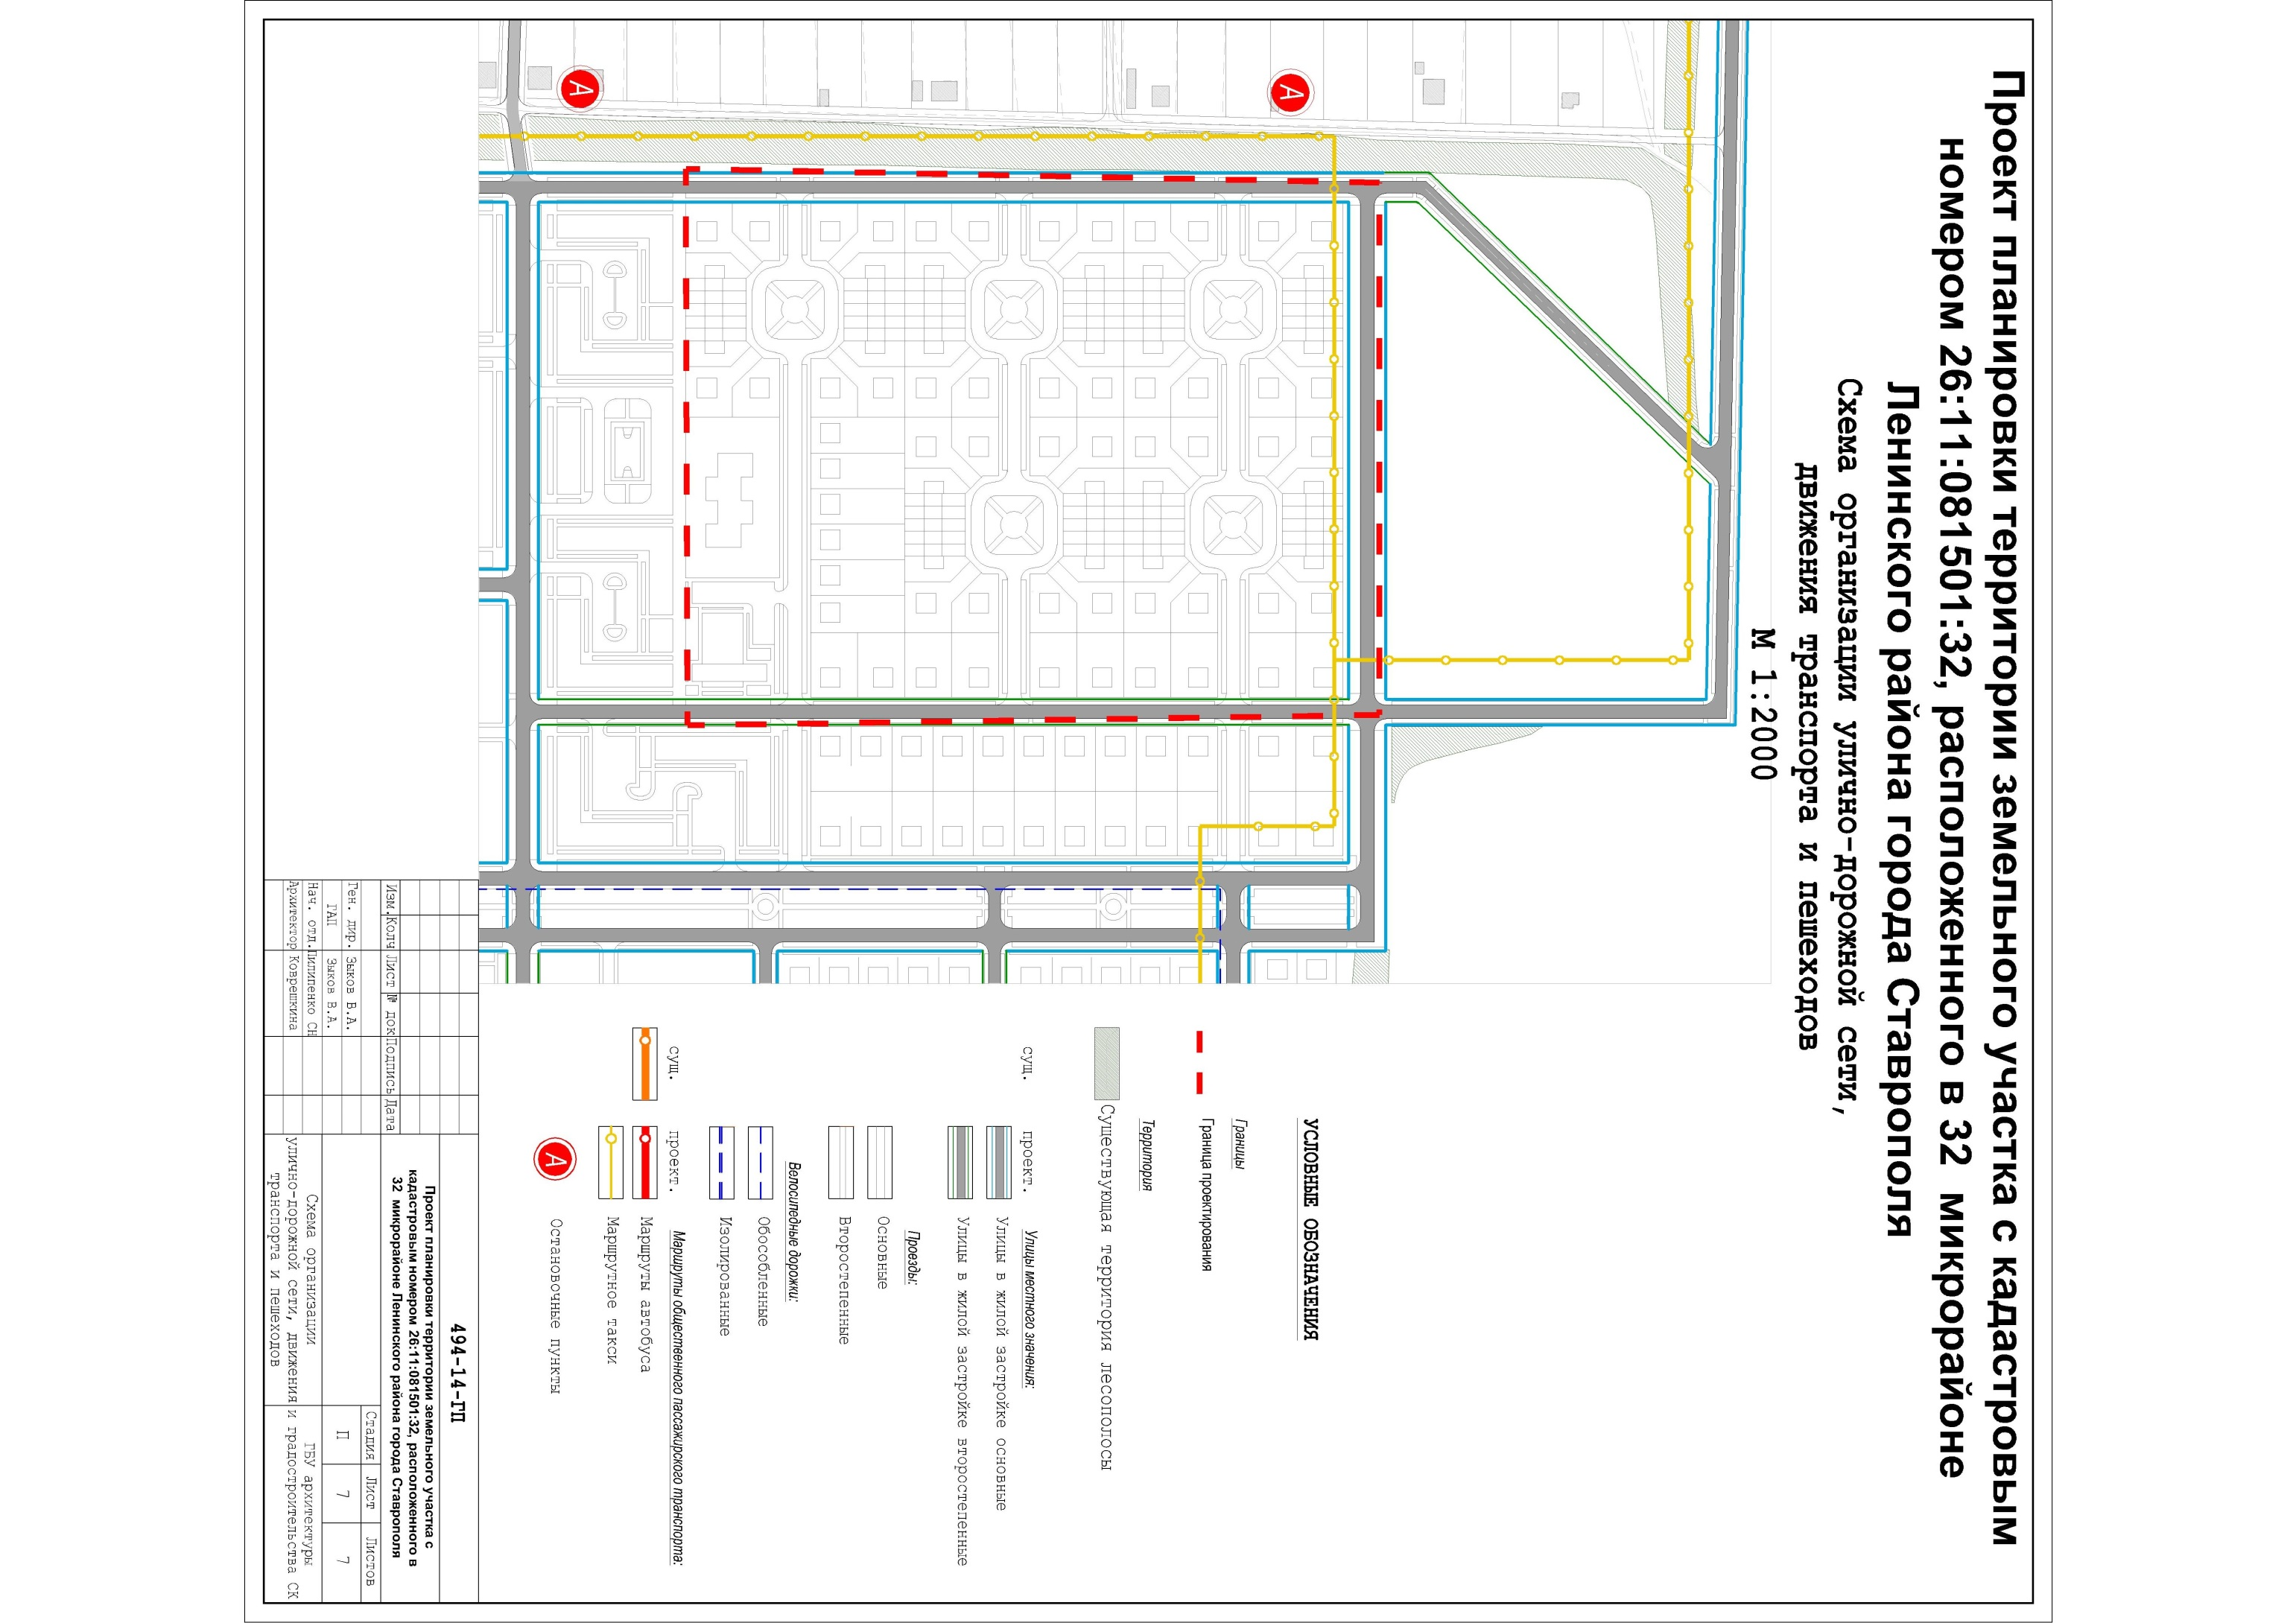 Проект планировки территории земельного участка с кадастровым
номером 26:11:081501:32, расположенного в 32 микрорайоне
Ленинского района города Ставрополя
Схема организации улично-дорожной сети,
движения транспорта и пешеходов
М 1:2000
А
А
УСЛОВНЫЕ ОБОЗНАЧЕНИЯ
Границы
Граница проектирования
Территория
Существующая территория лесополосы
сущ.
проект.
Улицы местного значения:
Улицы в жилой застройке основные
Улицы в жилой застройке второстепенные
Проезды:
Основные
Второстепенные
Велосипедные дорожки:
Обособленные
Изолированные
сущ.
проект.
Маршруты общественного пассажирского транспорта:
Маршруты автобуса
Маршрутное такси
А
Остановочные пункты
494-14-ГП
Проект планировки территории земельного участка с
кадастровым номером 26:11:081501:32, расположенного в
32 микрорайоне Ленинского района города Ставрополя
Изм. Колч Лист № док Подпись Дата
Ген. дир. Зыков В.А.
ГАП Зыков В.А.
Нач. отд. Пилипенко СН
Архитектор Коврешкина
Стадия Лист Листов
П 7 7
Схема организации
улично-дорожной сети, движения
транспорта и пешеходов
ГБУ архитектуры
и градостроительства СК